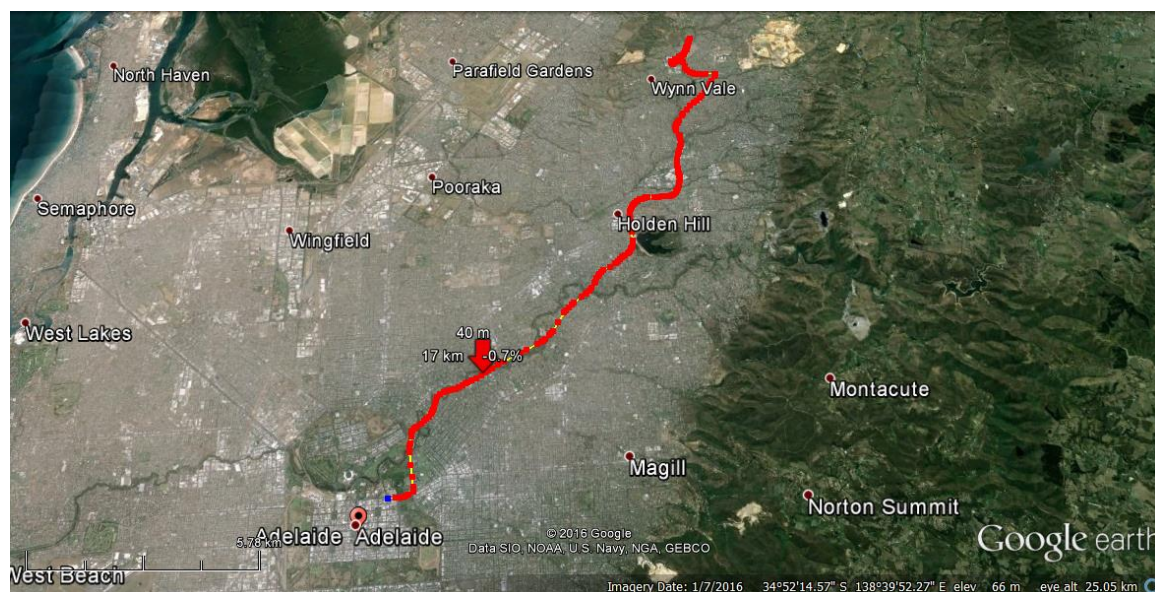 North Haven
Parafield Gardens
Wynn Vale
Pooraka
Semaphore
Holden Hill
Wingfield
West Lakes
40 m
17 km -0.7%
Montacute
Magill
Norton Summit
Adelaide Adelaide
5.78 km
© 2016 Google
Data SIO, NOAA, U.S. Navy, NGA, GEBCO
Google earth
West Beach
Imagery Date: 1/7/2016 34°52'14.57" S 138°39'52.27" E elev 66 m eye alt 25.05 km